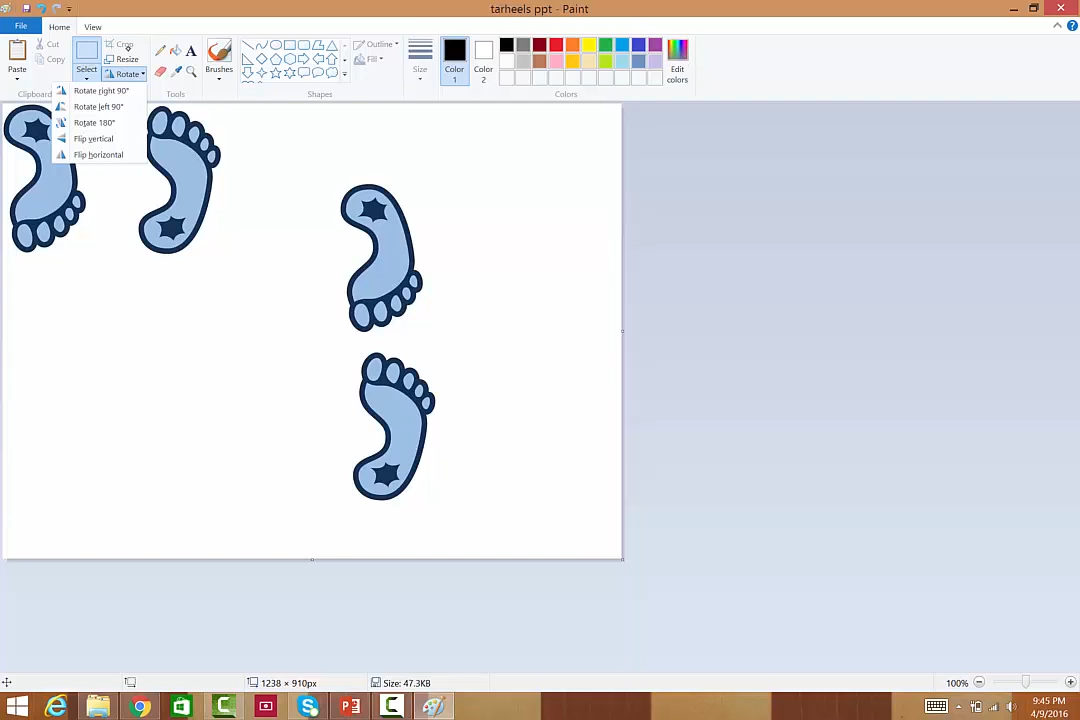 tarheels ppt - Paint
File Home View
Paste
Cut
Copy
Clipboard
Select
Crop
Resize
Rotate
Rotate right 90°
Rotate left 90°
Rotate 180°
Flip vertical
Flip horizontal
A
Tools
Brushes
Outline
Fill
Shapes
Size
Color 1
Color 2
Edit colors
Colors
1238 × 910px
Size: 47.3KB
100%
9:45 PM
4/9/2016